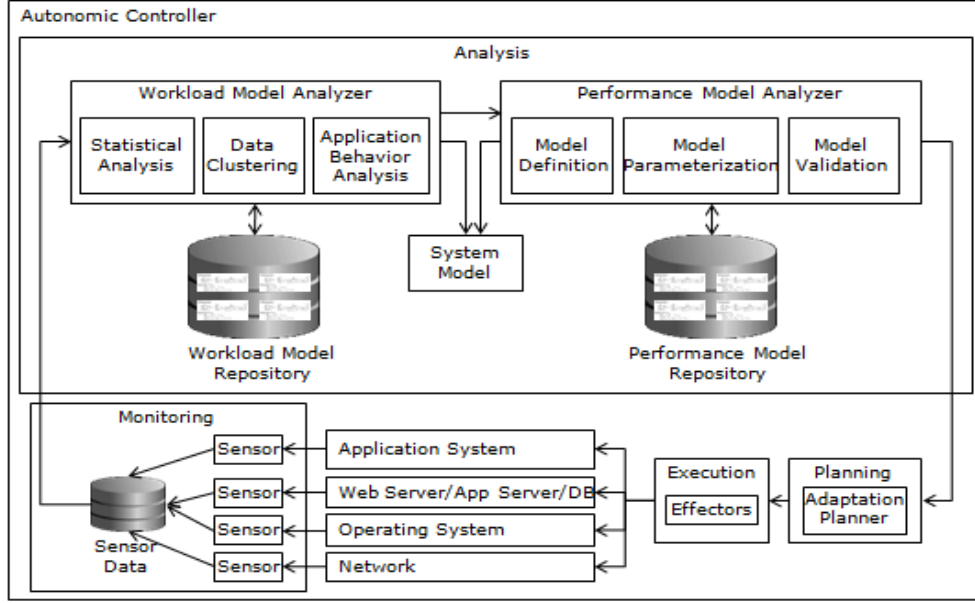 Autonomic Controller
Analysis
Workload Model Analyzer
Statistical
Analysis
Data
Clustering
Application
Behavior
Analysis
Performance Model Analyzer
Model
Definition
Model
Parameterization
Model
Validation
System
Model
Workload Model
Repository
Performance Model
Repository
Monitoring
Sensor
Sensor
Sensor
Sensor
Sensor
Data
Application System
Web Server/App Server/DB
Operating System
Network
Execution
Effectors
Planning
Adaptation
Planner